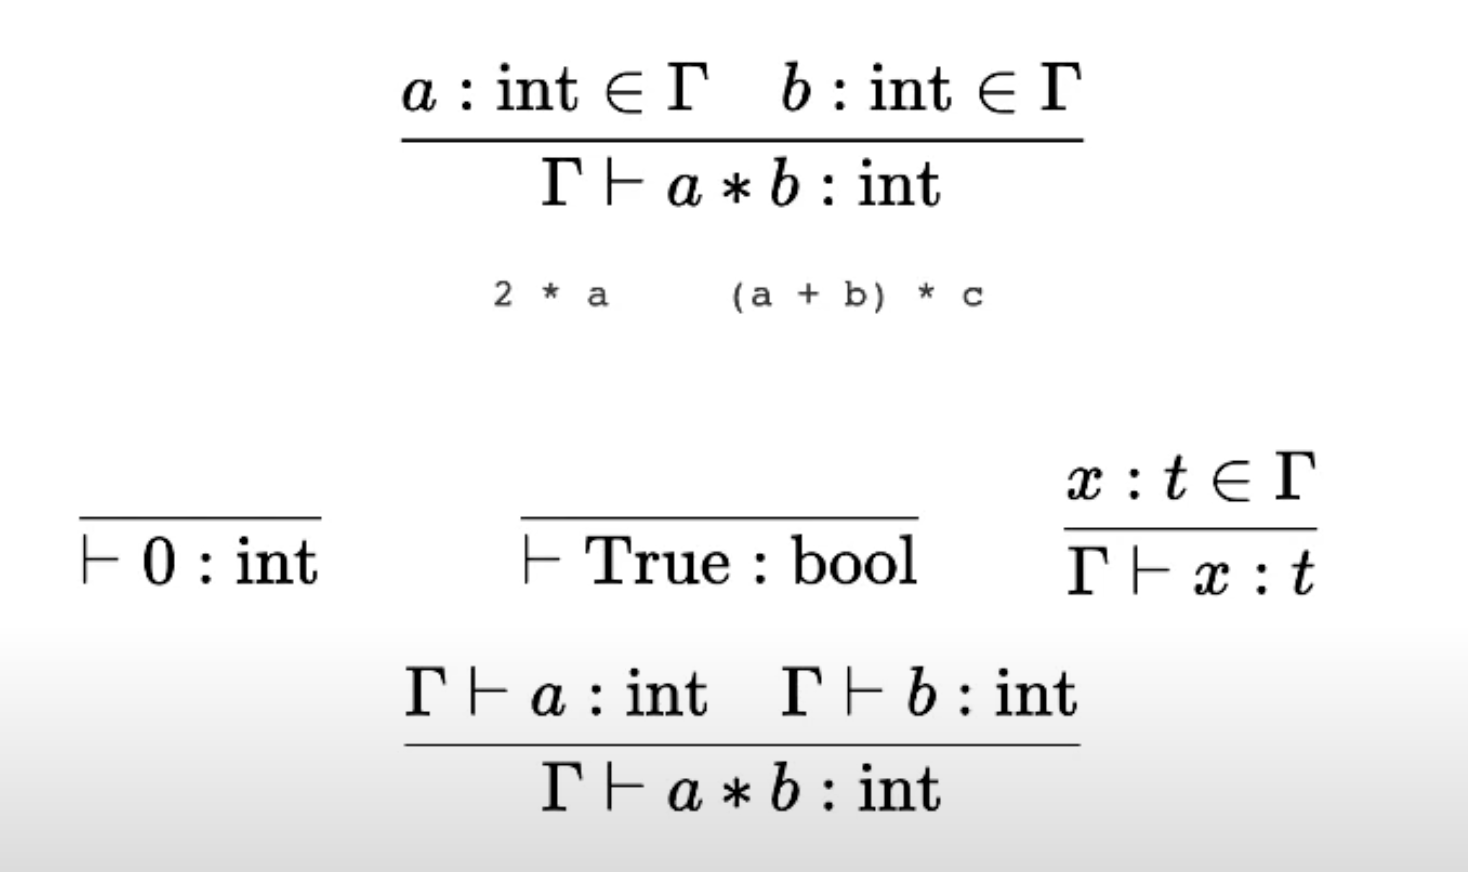 a : int ∈ Γ   b : int ∈ Γ
Γ ⊢ a ∗ b : int
2 * a   (a + b) * c
x : t ∈ Γ
⊢ 0 : int   ⊢ True : bool   Γ ⊢ x : t
Γ ⊢ a : int   Γ ⊢ b : int
Γ ⊢ a ∗ b : int